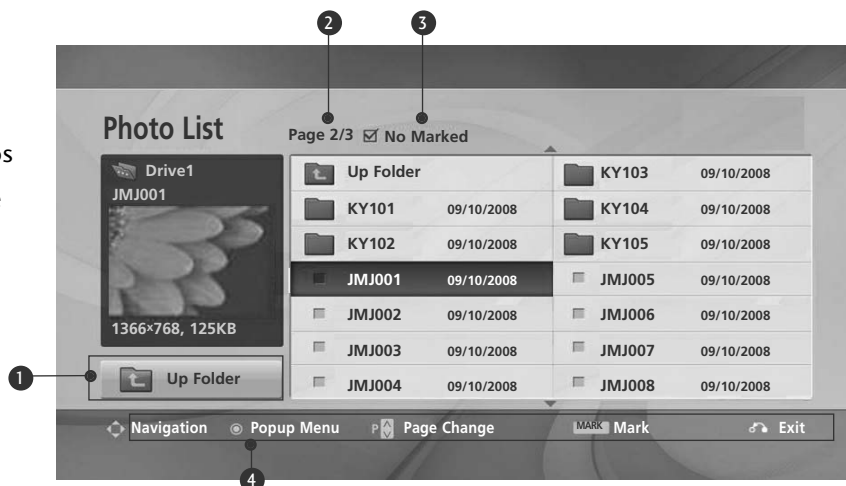 2 3
Photo List
Page 2/3 No Marked
Drive1
JMJ001
1366×768, 125KB
Up Folder
Up Folder
KY101 09/10/2008
KY102 09/10/2008
JMJ001 09/10/2008
JMJ002 09/10/2008
JMJ003 09/10/2008
JMJ004 09/10/2008
KY103 09/10/2008
KY104 09/10/2008
KY105 09/10/2008
JMJ005 09/10/2008
JMJ006 09/10/2008
JMJ007 09/10/2008
JMJ008 09/10/2008
1
Navigation Popup Menu P Page Change MARK Mark Exit
4